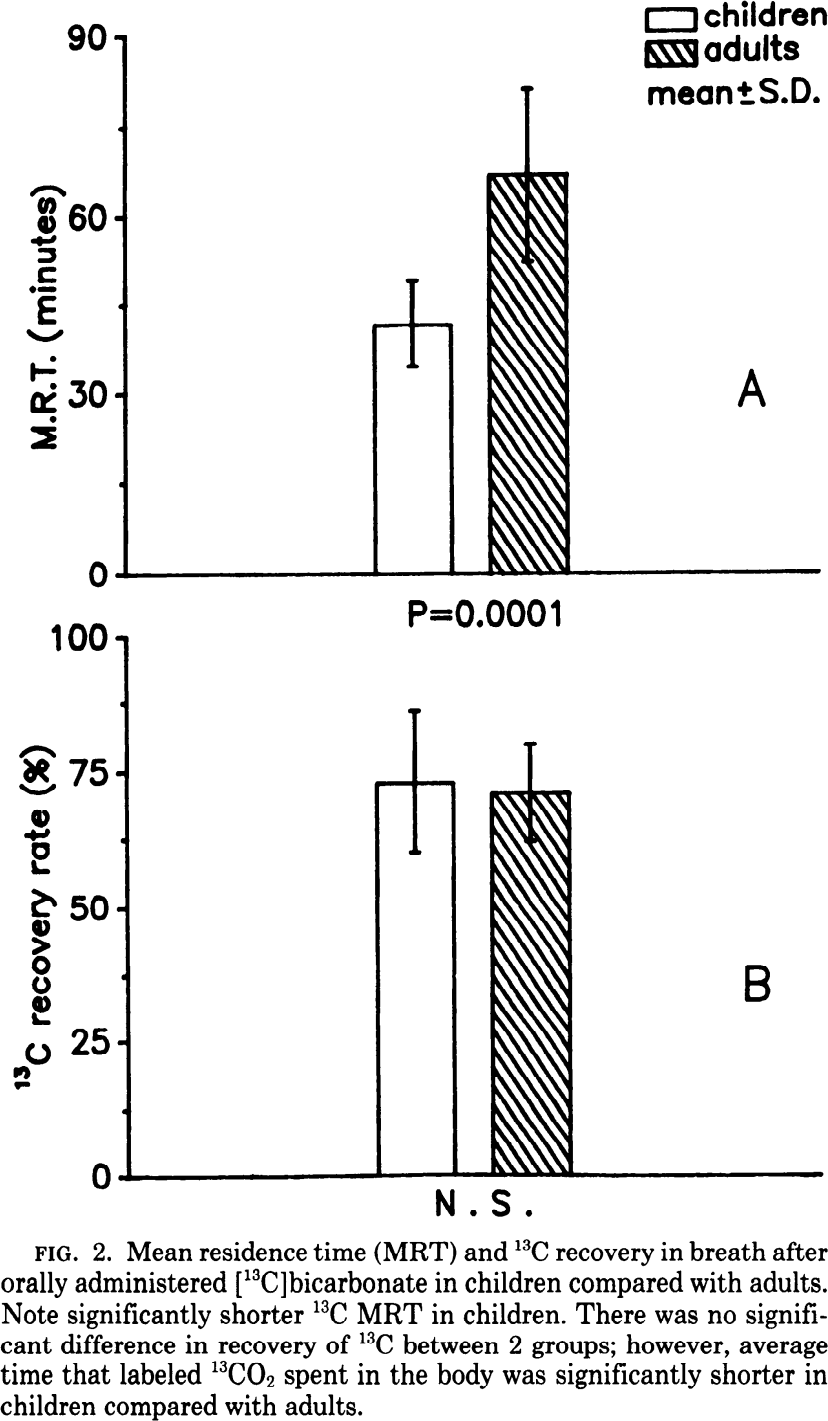 children
adults
mean±S.D.
90
60
30
0
M.R.T. (minutes)
A
P=0.0001
100
75
50
25
0
¹³C recovery rate (%)
B
N.S.
FIG. 2. Mean residence time (MRT) and ¹³C recovery in breath after
orally administered [¹³C]bicarbonate in children compared with adults.
Note significantly shorter ¹³C MRT in children. There was no signifi-
cant difference in recovery of ¹³C between 2 groups; however, average
time that labeled ¹³CO₂ spent in the body was significantly shorter in
children compared with adults.